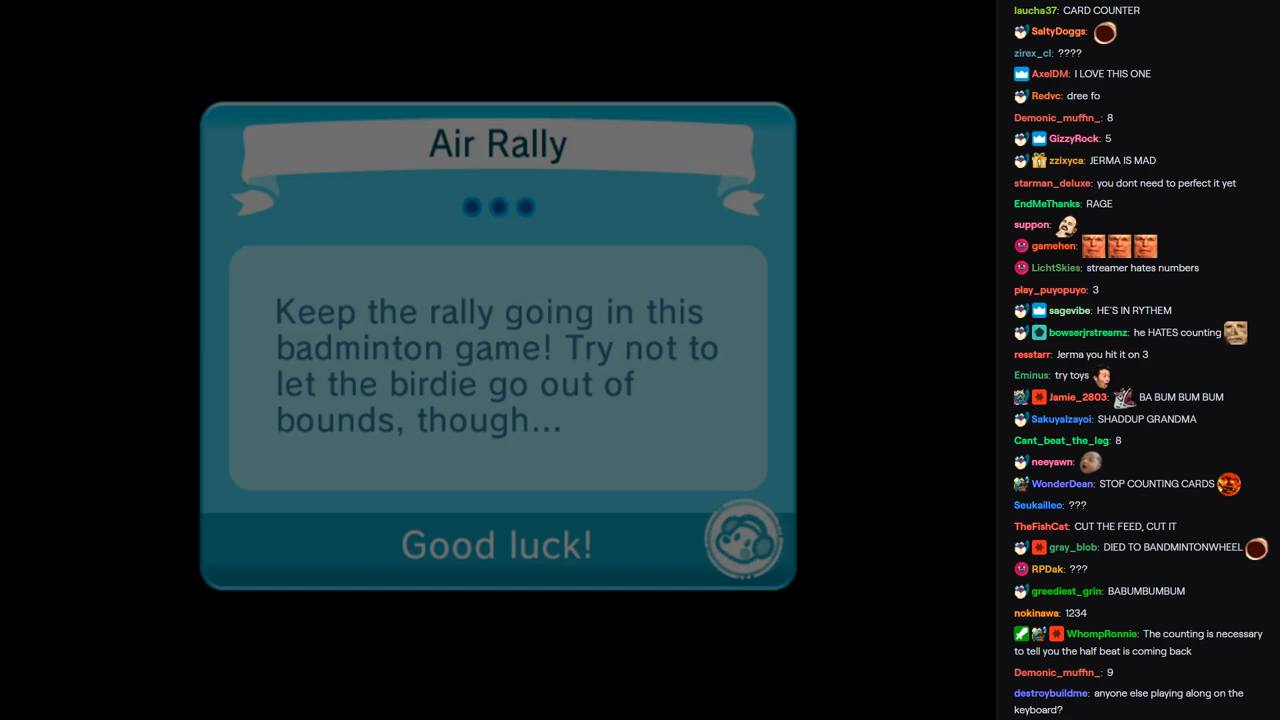 Air Rally
Keep the rally going in this
badminton game! Try not to
let the birdie go out of
bounds, though...
Good luck!
laucha37: CARD COUNTER
SaltyDoggs:
zirex_cl: ????
AxelDM: I LOVE THIS ONE
Redvc: dree fo
Demonic_muffin_: 8
GizzyRock: 5
zzixyca: JERMA IS MAD
starman_deluxe: you dont need to perfect it yet
EndMeThanks: RAGE
suppon:
gamehen:
LichtSkies: streamer hates numbers
play_puyopuyo: 3
sagevibe: HE'S IN RYTHEM
bowserjrstreamz: he HATES counting
resstarr: Jerma you hit it on 3
Eminus: try toys
Jamie_2803: BA BUM BUM BUM
SakuyaIzayoi: SHADDUP GRANDMA
Cant_beat_the_lag: 8
neeyawn:
WonderDean: STOP COUNTING CARDS
Seukailleo: ???
TheFishCat: CUT THE FEED, CUT IT
gray_blob: DIED TO BANDMINTONWHEEL
RPDak: ???
greediest_grin: BABUMBUMBUM
nokinawa: 1234
WhompRonnie: The counting is necessary
to tell you the half beat is coming back
Demonic_muffin_: 9
destroybuildme: anyone else playing along on the
keyboard?